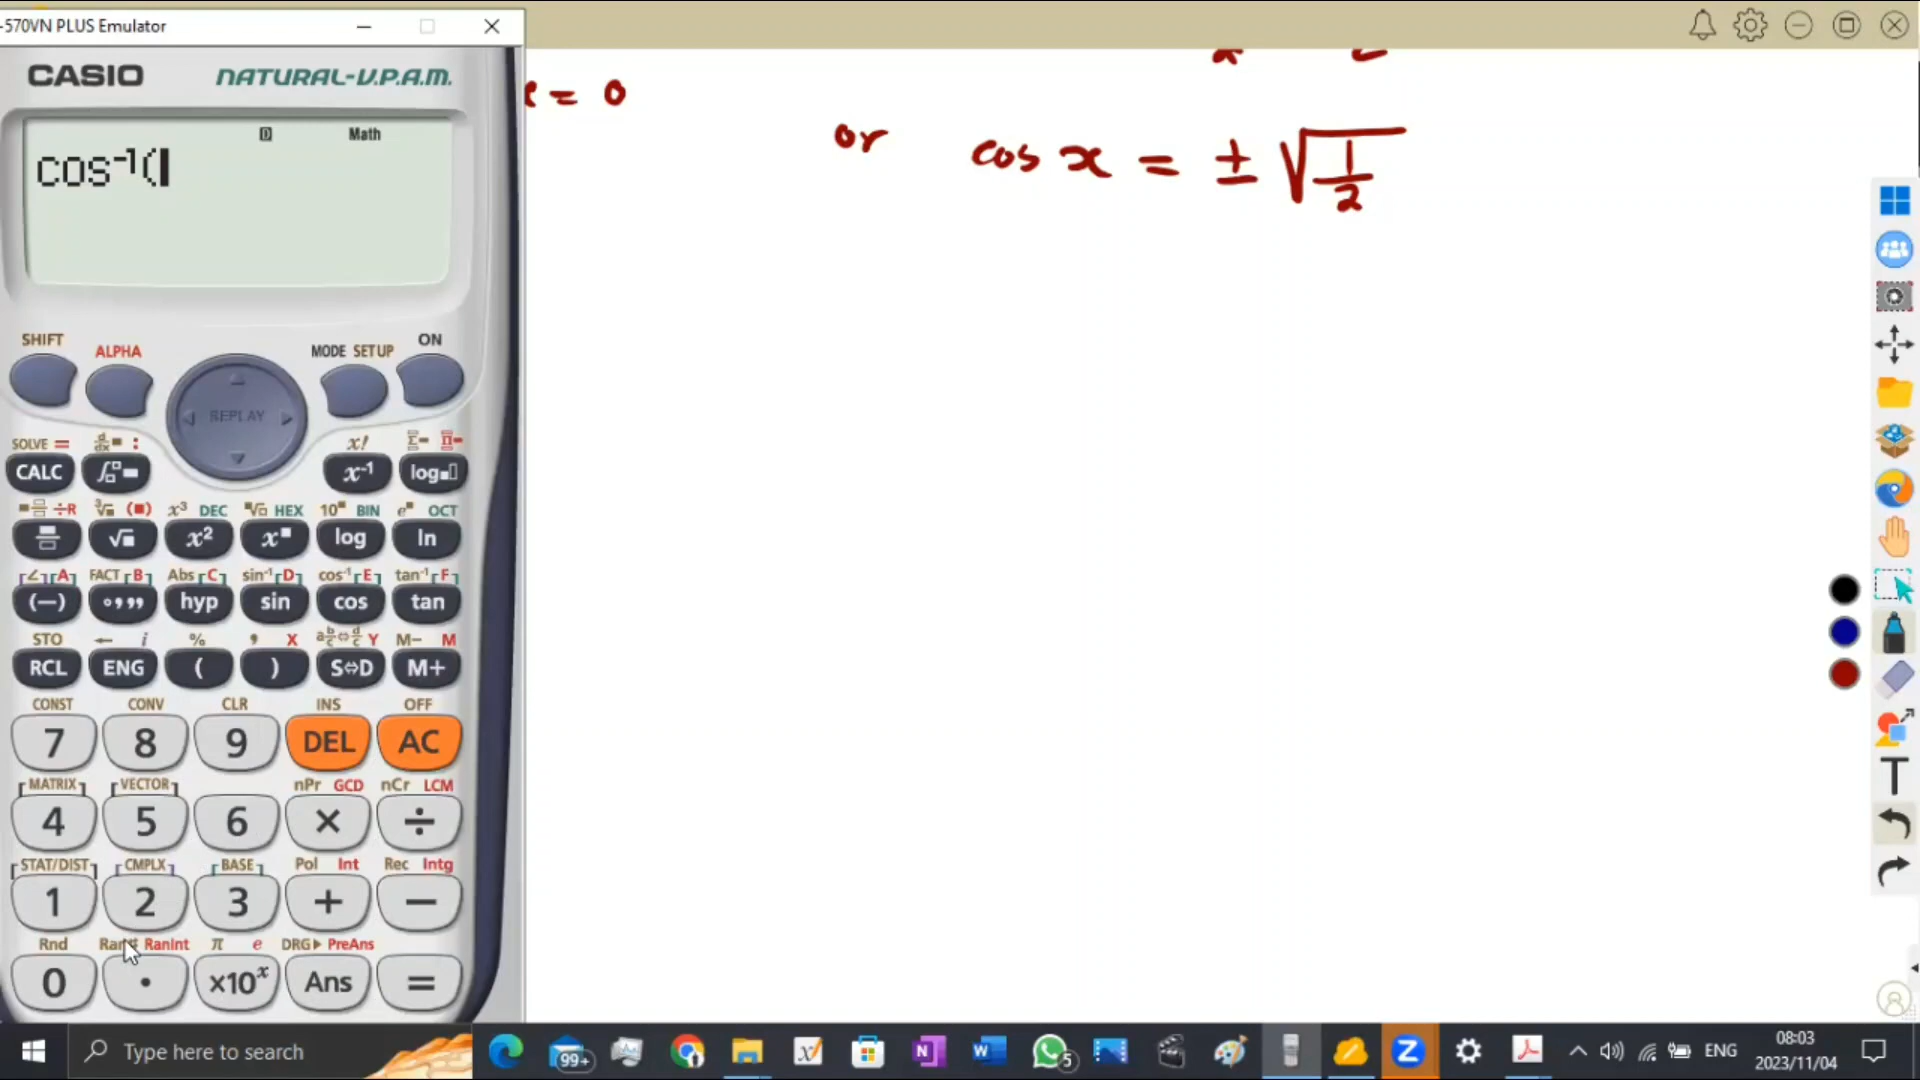 -570VN PLUS Emulator
CASIO NATURAL-V.P.A.M.
D Math
cos⁻¹(
x = 0
or cos x = ± √(1/2)
SHIFT ALPHA MODE SETUP ON
REPLAY
SOLVE = d/dx : x! Σ Π
CALC ∫ x⁻¹ log
÷R ³√ x³ DEC √ HEX 10 BIN e OCT
√ x² x log ln
∠ A FACT B Abs C sin⁻¹ D cos⁻¹ E tan⁻¹ F
(−) °,,, hyp sin cos tan
STO ← i % , X a b/c⇔d/c Y M− M
RCL ENG ( ) S⇔D M+
CONST CONV CLR INS OFF
7 8 9 DEL AC
MATRIX VECTOR nPr GCD nCr LCM
4 5 6 × ÷
STAT/DIST CMPLX BASE Pol Int Rec Intg
1 2 3 + −
Rnd Ran# RanInt π e DRG▶ PreAns
0 . ×10ˣ Ans =
T
Type here to search
99+
5
ENG
08:03
2023/11/04